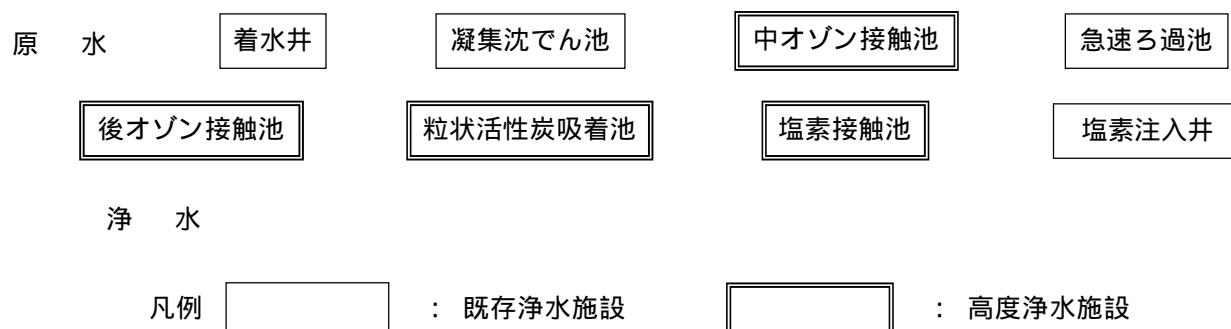 原 水 着水井 凝集沈でん池 中オゾン接触池 急速ろ過池
後オゾン接触池 粒状活性炭吸着池 塩素接触池 塩素注入井
浄 水
凡例 : 既存浄水施設 : 高度浄水施設